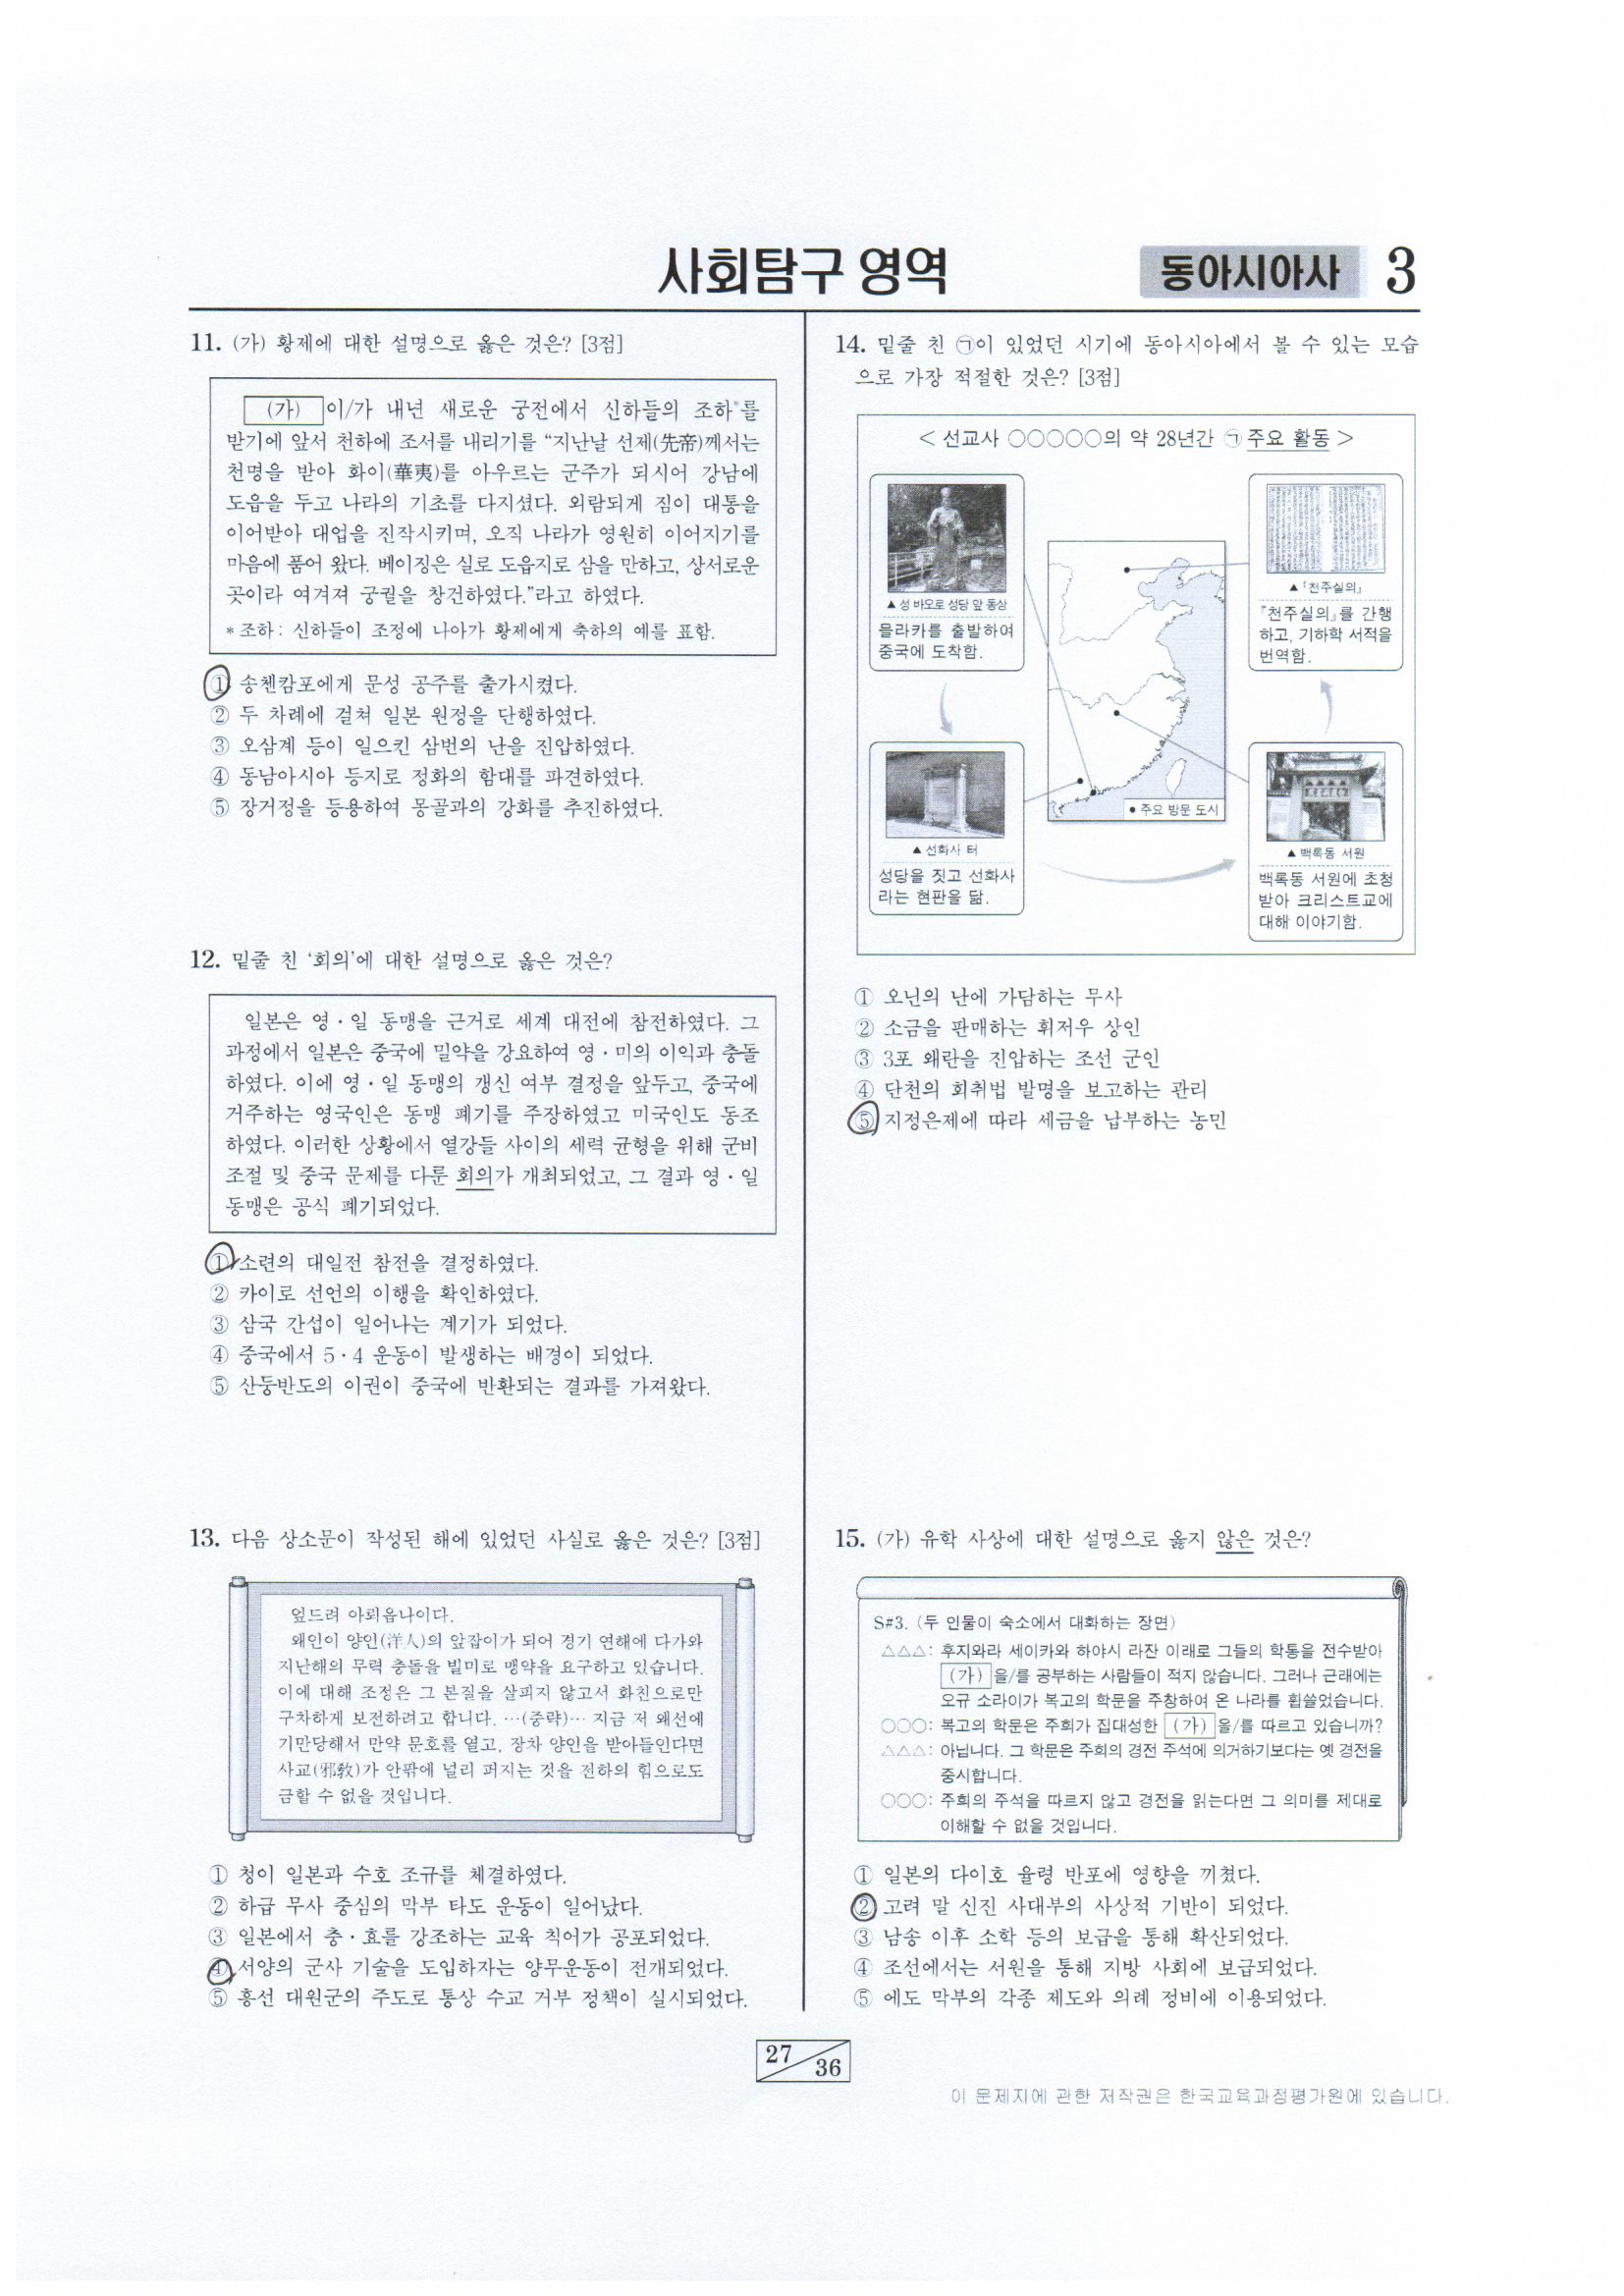 사회탐구 영역
동아시아사 3
11. (가) 황제에 대한 설명으로 옳은 것은? [3점]
(가) 이/가 내년 새로운 궁전에서 신하들의 조하*를
받기에 앞서 천하에 조서를 내리기를 “지난날 선제(先帝)께서는
천명을 받아 화이(華夷)를 아우르는 군주가 되시어 강남에
도읍을 두고 나라의 기초를 다지셨다. 외람되게 짐이 대통을
이어받아 대업을 진작시키며, 오직 나라가 영원히 이어지기를
마음에 품어 왔다. 베이징은 실로 도읍지로 삼을 만하고, 상서로운
곳이라 여겨져 궁궐을 창건하였다.”라고 하였다.
* 조하: 신하들이 조정에 나아가 황제에게 축하의 예를 표함.
① 송첸캄포에게 문성 공주를 출가시켰다.
② 두 차례에 걸쳐 일본 원정을 단행하였다.
③ 오삼계 등이 일으킨 삼번의 난을 진압하였다.
④ 동남아시아 등지로 정화의 함대를 파견하였다.
⑤ 장거정을 등용하여 몽골과의 강화를 추진하였다.
12. 밑줄 친 ‘회의’에 대한 설명으로 옳은 것은?
일본은 영·일 동맹을 근거로 세계 대전에 참전하였다. 그
과정에서 일본은 중국에 밀약을 강요하여 영·미의 이익과 충돌
하였다. 이에 영·일 동맹의 갱신 여부 결정을 앞두고, 중국에
거주하는 영국인은 동맹 폐기를 주장하였고 미국인도 동조
하였다. 이러한 상황에서 열강들 사이의 세력 균형을 위해 군비
조절 및 중국 문제를 다룬 회의가 개최되었고, 그 결과 영·일
동맹은 공식 폐기되었다.
① 소련의 대일전 참전을 결정하였다.
② 카이로 선언의 이행을 확인하였다.
③ 삼국 간섭이 일어나는 계기가 되었다.
④ 중국에서 5·4 운동이 발생하는 배경이 되었다.
⑤ 산둥반도의 이권이 중국에 반환되는 결과를 가져왔다.
13. 다음 상소문이 작성된 해에 있었던 사실로 옳은 것은? [3점]
엎드려 아뢰옵나이다.
왜인이 양인(洋人)의 앞잡이가 되어 경기 연해에 다가와
지난해의 무력 충돌을 빌미로 맹약을 요구하고 있습니다.
이에 대해 조정은 그 본질을 살피지 않고서 화친으로만
구차하게 보전하려고 합니다. …(중략)… 지금 저 왜선에
기만당해서 만약 문호를 열고, 장차 양인을 받아들인다면
사교(邪敎)가 안팎에 널리 퍼지는 것을 전하의 힘으로도
금할 수 없을 것입니다.
① 청이 일본과 수호 조규를 체결하였다.
② 하급 무사 중심의 막부 타도 운동이 일어났다.
③ 일본에서 충·효를 강조하는 교육 칙어가 공포되었다.
④ 서양의 군사 기술을 도입하자는 양무운동이 전개되었다.
⑤ 흥선 대원군의 주도로 통상 수교 거부 정책이 실시되었다.
14. 밑줄 친 ㉠이 있었던 시기에 동아시아에서 볼 수 있는 모습
으로 가장 적절한 것은? [3점]
< 선교사 ○○○○○의 약 28년간 ㉠ 주요 활동 >
▲ 성 바오로 성당 앞 동상
믈라카를 출발하여
중국에 도착함.
▲ 『천주실의』
『천주실의』를 간행
하고, 기하학 서적을
번역함.
● 주요 방문 도시
▲ 선화사 터
성당을 짓고 선화사
라는 현판을 닮.
▲ 백록동 서원
백록동 서원에 초청
받아 크리스트교에
대해 이야기함.
① 오닌의 난에 가담하는 무사
② 소금을 판매하는 휘저우 상인
③ 3포 왜란을 진압하는 조선 군인
④ 단천의 회취법 발명을 보고하는 관리
⑤ 지정은제에 따라 세금을 납부하는 농민
15. (가) 유학 사상에 대한 설명으로 옳지 않은 것은?
S#3. (두 인물이 숙소에서 대화하는 장면)
△△△: 후지와라 세이카와 하야시 라잔 이래로 그들의 학통을 전수받아
(가) 을/를 공부하는 사람들이 적지 않습니다. 그러나 근래에는
오규 소라이가 복고의 학문을 주창하여 온 나라를 휩쓸었습니다.
○○○: 복고의 학문은 주희가 집대성한 (가) 을/를 따르고 있습니까?
△△△: 아닙니다. 그 학문은 주희의 경전 주석에 의거하기보다는 옛 경전을
중시합니다.
○○○: 주희의 주석을 따르지 않고 경전을 읽는다면 그 의미를 제대로
이해할 수 없을 것입니다.
① 일본의 다이호 율령 반포에 영향을 끼쳤다.
② 고려 말 신진 사대부의 사상적 기반이 되었다.
③ 남송 이후 소학 등의 보급을 통해 확산되었다.
④ 조선에서는 서원을 통해 지방 사회에 보급되었다.
⑤ 에도 막부의 각종 제도와 의례 정비에 이용되었다.
27 36
이 문제지에 관한 저작권은 한국교육과정평가원에 있습니다.